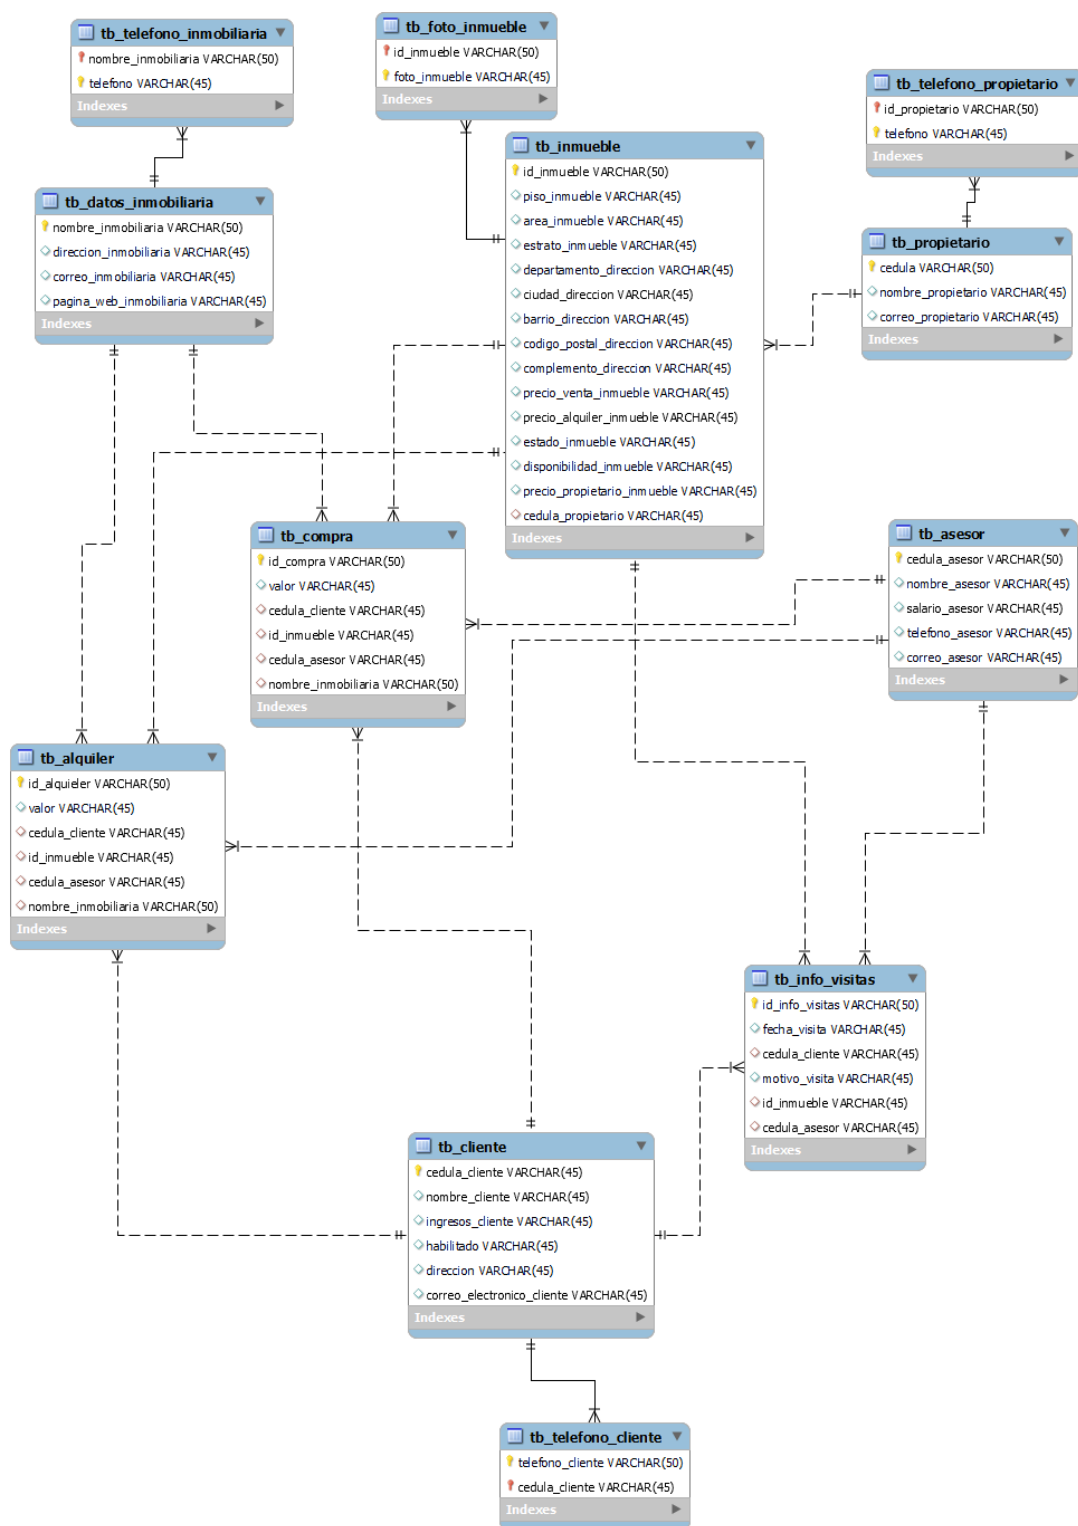 tb_telefono_inmobiliaria
nombre_inmobiliaria VARCHAR(50)
telefono VARCHAR(45)
Indexes
tb_foto_inmueble
id_inmueble VARCHAR(50)
foto_inmueble VARCHAR(45)
Indexes
tb_telefono_propietario
id_propietario VARCHAR(50)
telefono VARCHAR(45)
Indexes
tb_inmueble
id_inmueble VARCHAR(50)
piso_inmueble VARCHAR(45)
area_inmueble VARCHAR(45)
estrato_inmueble VARCHAR(45)
departamento_direccion VARCHAR(45)
ciudad_direccion VARCHAR(45)
barrio_direccion VARCHAR(45)
codigo_postal_direccion VARCHAR(45)
complemento_direccion VARCHAR(45)
precio_venta_inmueble VARCHAR(45)
precio_alquiler_inmueble VARCHAR(45)
estado_inmueble VARCHAR(45)
disponibilidad_inmueble VARCHAR(45)
precio_propietario_inmueble VARCHAR(45)
cedula_propietario VARCHAR(45)
Indexes
tb_datos_inmobiliaria
nombre_inmobiliaria VARCHAR(50)
direccion_inmobiliaria VARCHAR(45)
correo_inmobiliaria VARCHAR(45)
pagina_web_inmobiliaria VARCHAR(45)
Indexes
tb_propietario
cedula VARCHAR(50)
nombre_propietario VARCHAR(45)
correo_propietario VARCHAR(45)
Indexes
tb_compra
id_compra VARCHAR(50)
valor VARCHAR(45)
cedula_cliente VARCHAR(45)
id_inmueble VARCHAR(45)
cedula_asesor VARCHAR(45)
nombre_inmobiliaria VARCHAR(50)
Indexes
tb_asesor
cedula_asesor VARCHAR(50)
nombre_asesor VARCHAR(45)
salario_asesor VARCHAR(45)
telefono_asesor VARCHAR(45)
correo_asesor VARCHAR(45)
Indexes
tb_alquiler
id_alquieler VARCHAR(50)
valor VARCHAR(45)
cedula_cliente VARCHAR(45)
id_inmueble VARCHAR(45)
cedula_asesor VARCHAR(45)
nombre_inmobiliaria VARCHAR(50)
Indexes
tb_info_visitas
id_info_visitas VARCHAR(50)
fecha_visita VARCHAR(45)
cedula_cliente VARCHAR(45)
motivo_visita VARCHAR(45)
id_inmueble VARCHAR(45)
cedula_asesor VARCHAR(45)
Indexes
tb_cliente
cedula_cliente VARCHAR(45)
nombre_cliente VARCHAR(45)
ingresos_cliente VARCHAR(45)
habilitado VARCHAR(45)
direccion VARCHAR(45)
correo_electronico_cliente VARCHAR(45)
Indexes
tb_telefono_cliente
telefono_cliente VARCHAR(50)
cedula_cliente VARCHAR(45)
Indexes